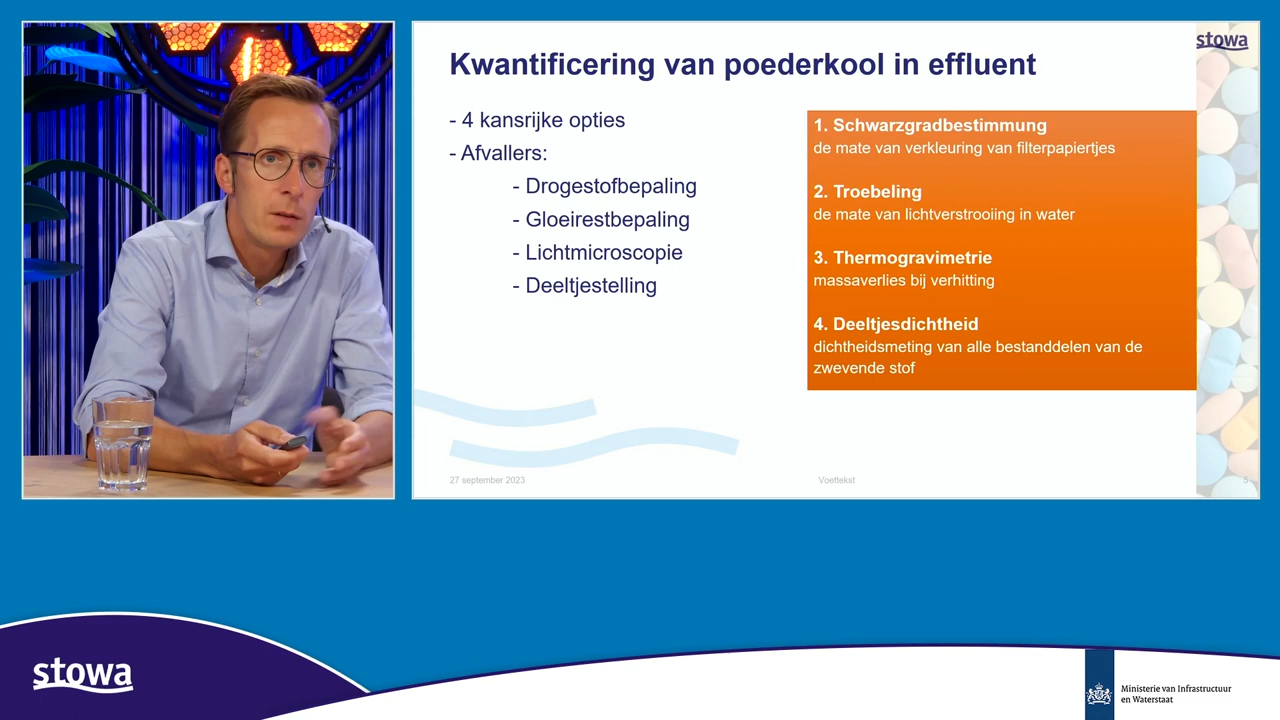 stowa
Kwantificering van poederkool in effluent
- 4 kansrijke opties
- Afvallers:
- Drogestofbepaling
- Gloeirestbepaling
- Lichtmicroscopie
- Deeltjestelling
1. Schwarzgradbestimmung
de mate van verkleuring van filterpapiertjes
2. Troebeling
de mate van lichtverstrooiing in water
3. Thermogravimetrie
massaverlies bij verhitting
4. Deeltjesdichtheid
dichtheidsmeting van alle bestanddelen van de
zwevende stof
27 september 2023
Voettekst
5
stowa
Ministerie van Infrastructuur
en Waterstaat